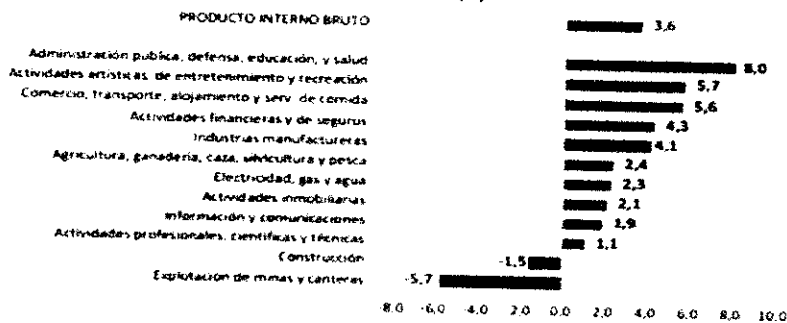 PRODUCTO INTERNO BRUTO 3,6
Administración publica, defensa, educación, y salud 8,0
Actividades artísticas, de entretenimiento y recreación 5,7
Comercio, transporte, alojamiento y serv. de comida 5,6
Actividades financieras y de seguros 4,3
Industrias manufactureras 4,1
Agricultura, ganadería, caza, silvicultura y pesca 2,4
Electricidad, gas y agua 2,3
Actividades inmobiliarias 2,1
Información y comunicaciones 1,9
Actividades profesionales, científicas y técnicas 1,1
Construcción -1,5
Explotación de minas y canteras -5,7
-8,0 -6,0 -4,0 -2,0 0,0 2,0 4,0 6,0 8,0 10,0